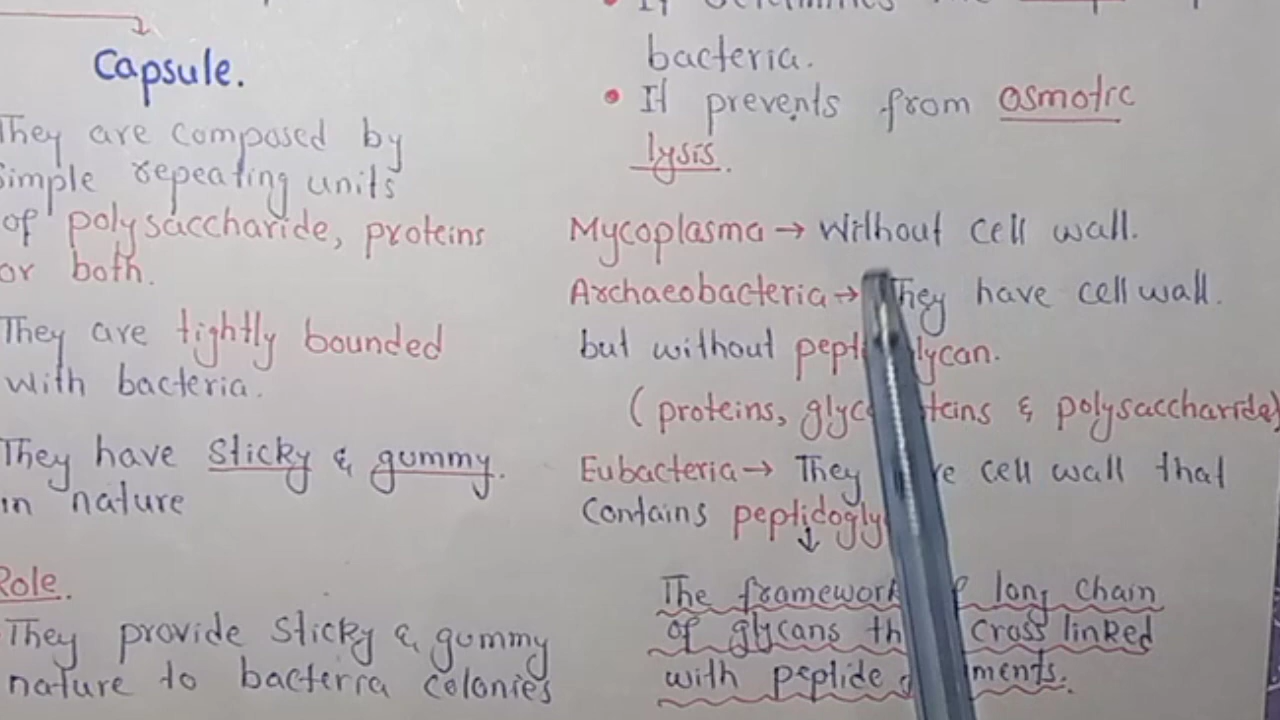 Capsule.
They are composed by
simple repeating units
of polysaccharide, proteins
or both.
They are tightly bounded
with bacteria.
They have sticky & gummy.
in nature
Role.
They provide sticky & gummy
nature to bacteria colonies
bacteria.
• It prevents from osmotic
lysis.
Mycoplasma → Without cell wall.
Archaeobacteria → They have cell wall.
but without
(proteins, & polysaccharide)
Eubacteria → They cell wall that
Contains
↓
The framework long chain
of glycans cross linked
with peptide